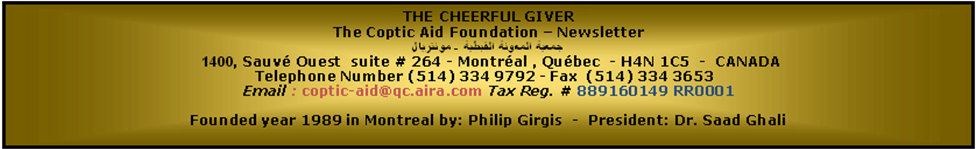 THE CHEERFUL GIVER
The Coptic Aid Foundation – Newsletter
جمعية المعونة القبطية - مونتريال
1400, Sauvé Ouest suite # 264 - Montréal , Québec - H4N 1C5 - CANADA
Telephone Number (514) 334 9792 - Fax (514) 334 3653
Email : coptic-aid@qc.aira.com Tax Reg. # 889160149 RR0001
Founded year 1989 in Montreal by: Philip Girgis - President: Dr. Saad Ghali